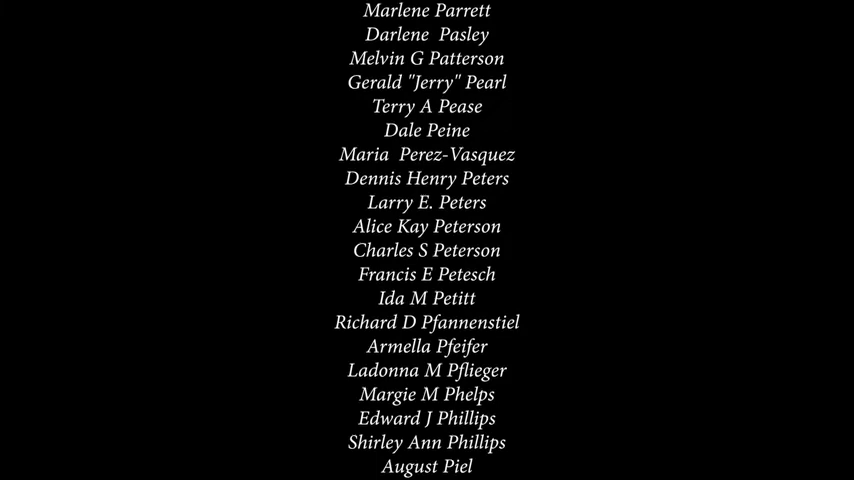 Marlene Parrett
Darlene  Pasley
Melvin G Patterson
Gerald "Jerry" Pearl
Terry A Pease
Dale Peine
Maria  Perez-Vasquez
Dennis Henry Peters
Larry E. Peters
Alice Kay Peterson
Charles S Peterson
Francis E Petesch
Ida M Petitt
Richard D Pfannenstiel
Armella Pfeifer
Ladonna M Pflieger
Margie M Phelps
Edward J Phillips
Shirley Ann Phillips
August Piel